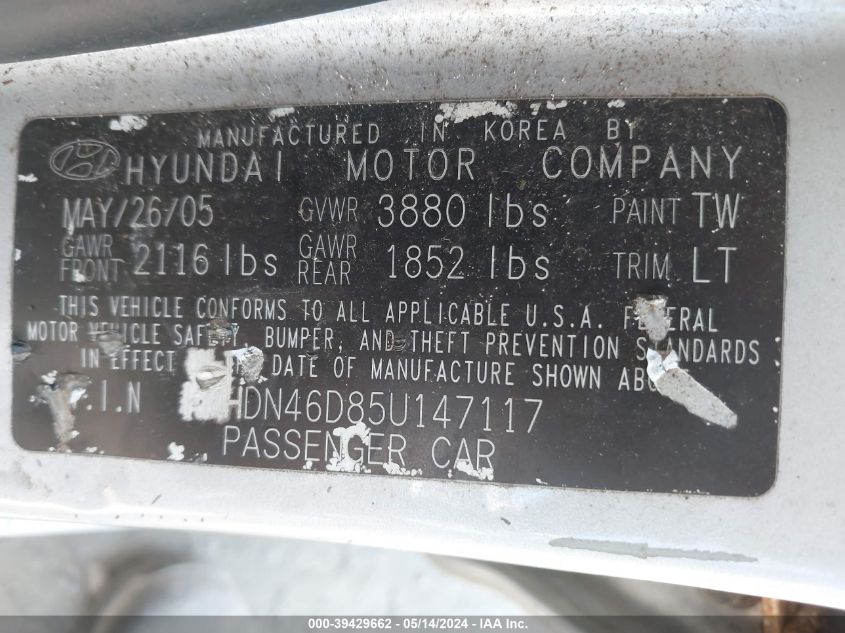 MANUFACTURED IN KOREA BY
HYUNDAI MOTOR COMPANY
MAY/26/05 GVWR 3880 lbs PAINT TW
GAWR FRONT 2116 lbs GAWR REAR 1852 lbs TRIM LT
THIS VEHICLE CONFORMS TO ALL APPLICABLE U.S.A. FEDERAL
MOTOR VEHICLE SAFETY, BUMPER, AND THEFT PREVENTION STANDARDS
IN EFFECT DATE OF MANUFACTURE SHOWN
V.I.N HDN46D85U147117
PASSENGER CAR
000-39429662 - 05/14/2024 - IAA Inc.